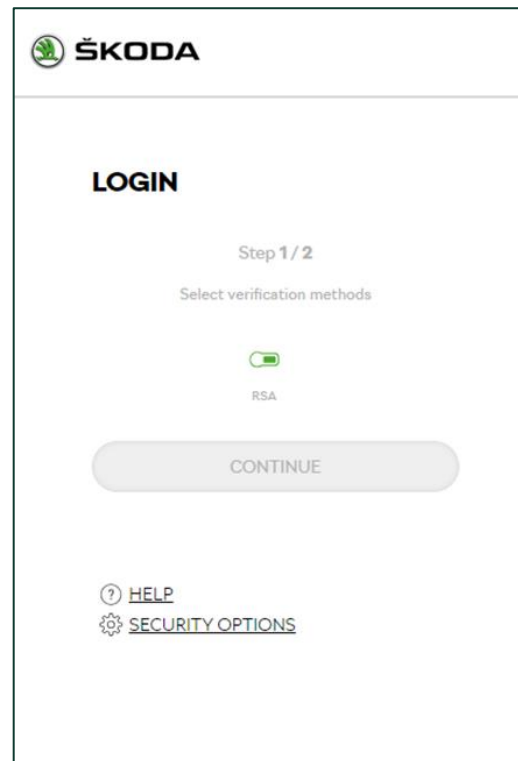 ŠKODA
LOGIN
Step 1 / 2
Select verification methods
RSA
CONTINUE
? HELP
SECURITY OPTIONS